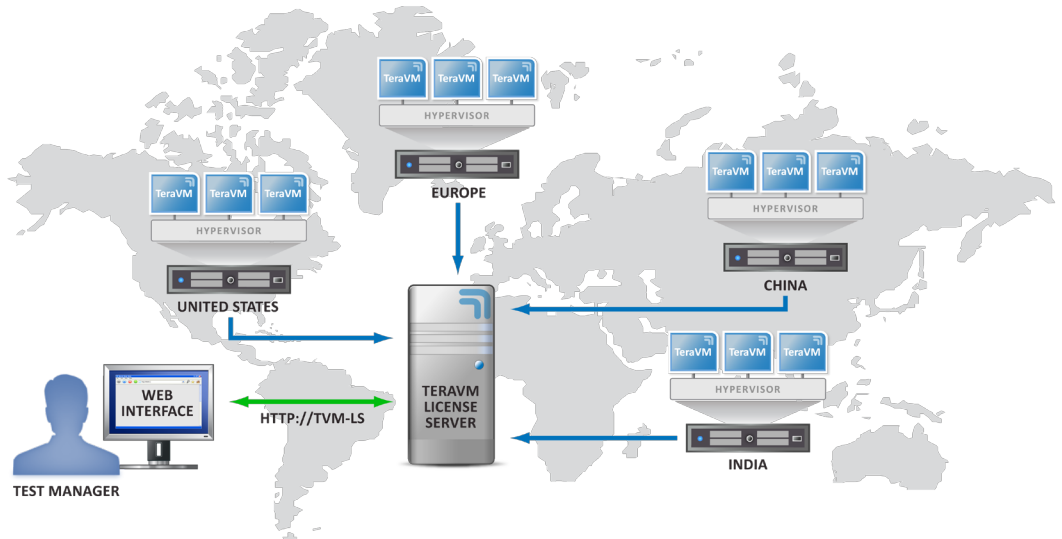 TeraVM TeraVM TeraVM
HYPERVISOR
EUROPE
TeraVM TeraVM TeraVM
HYPERVISOR
UNITED STATES
TeraVM TeraVM TeraVM
HYPERVISOR
CHINA
TeraVM TeraVM TeraVM
HYPERVISOR
INDIA
TERAVM
LICENSE
SERVER
HTTP://TVM-LS
WEB
INTERFACE
TEST MANAGER